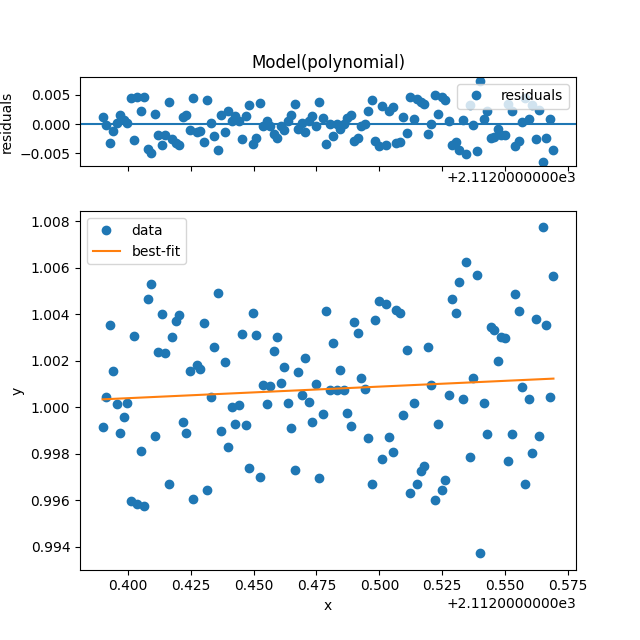 Model(polynomial)
residuals
0.005
0.000
−0.005
residuals
+2.1120000000e3
y
1.008
1.006
1.004
1.002
1.000
0.998
0.996
0.994
data
best-fit
0.400 0.425 0.450 0.475 0.500 0.525 0.550 0.575
x
+2.1120000000e3